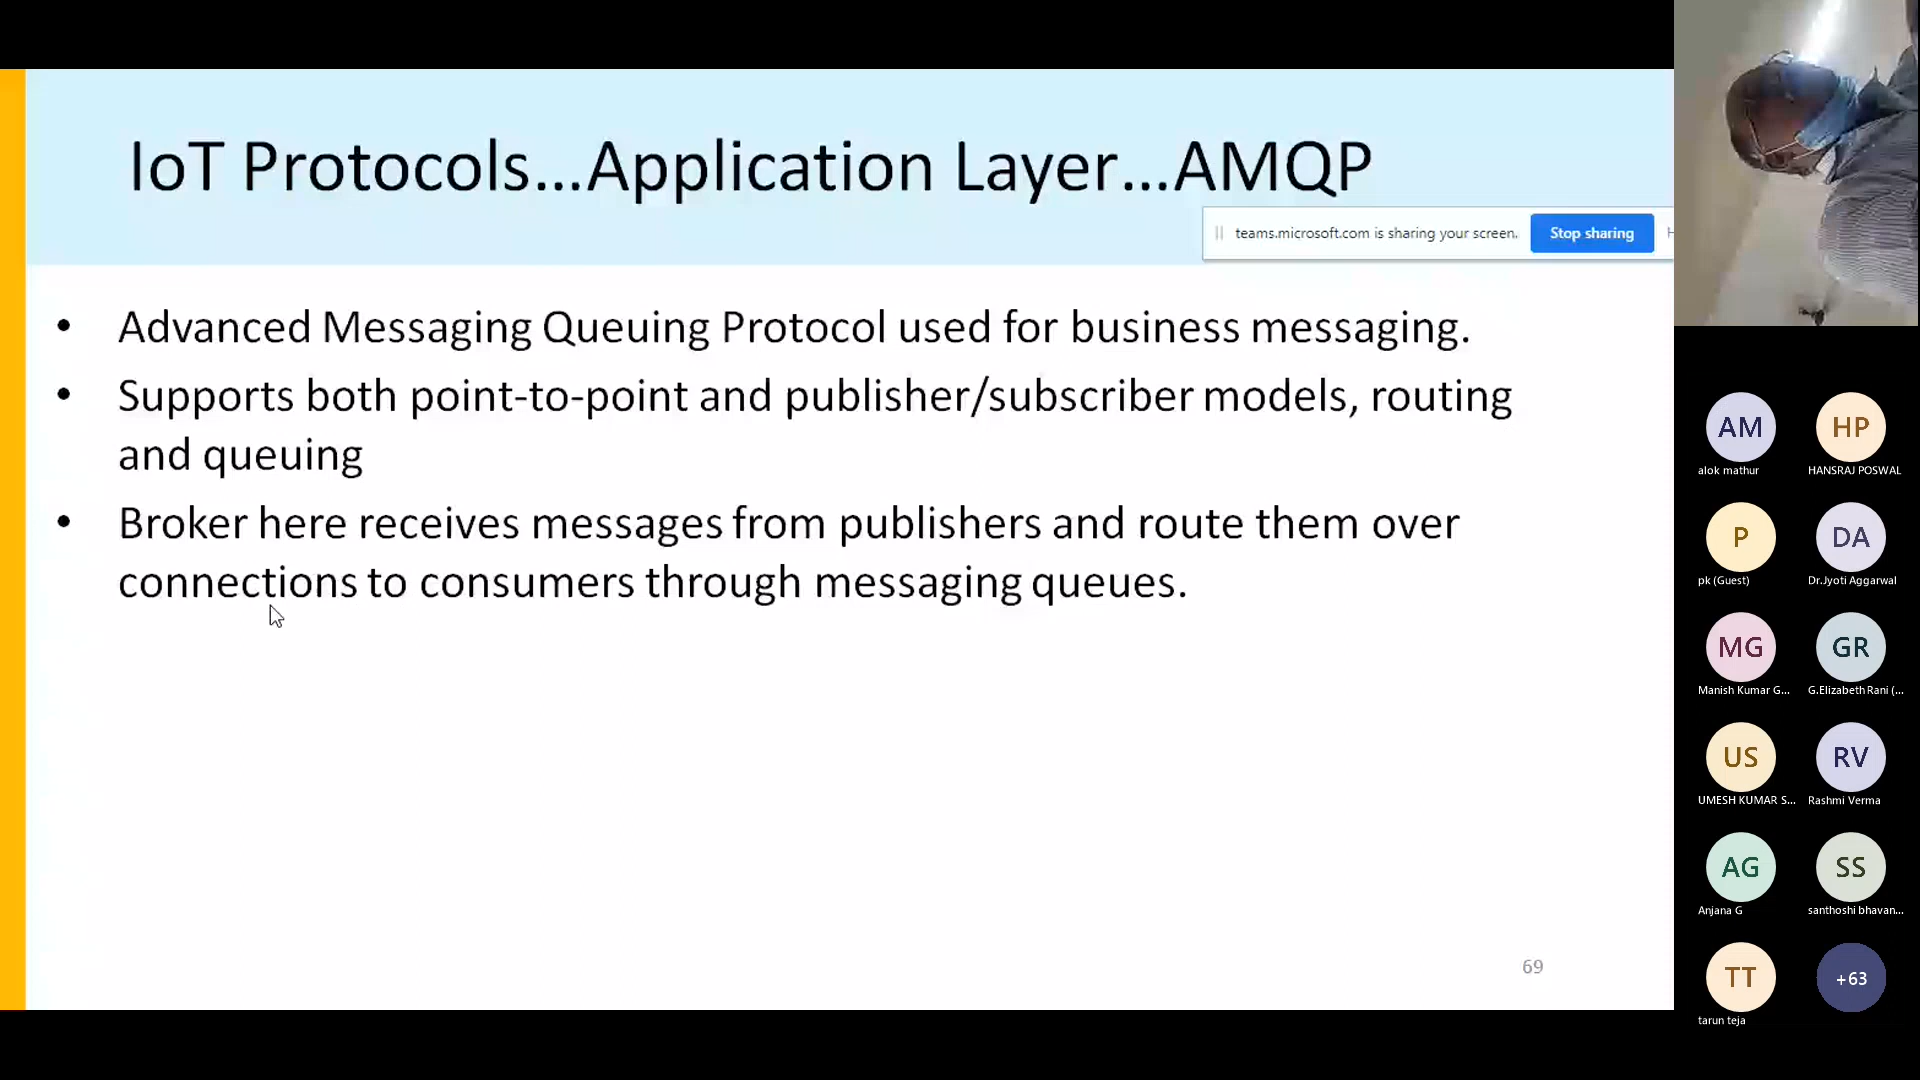 IoT Protocols...Application Layer...AMQP
teams.microsoft.com is sharing your screen. Stop sharing
• Advanced Messaging Queuing Protocol used for business messaging.
• Supports both point-to-point and publisher/subscriber models, routing
and queuing
• Broker here receives messages from publishers and route them over
connections to consumers through messaging queues.
69
AM HP
alok mathur HANSRAJ POSWAL
P DA
pk (Guest) Dr.Jyoti Aggarwal
MG GR
Manish Kumar G... G.Elizabeth Rani (...
US RV
UMESH KUMAR S... Rashmi Verma
AG SS
Anjana G santhoshi bhavan...
TT +63
tarun teja